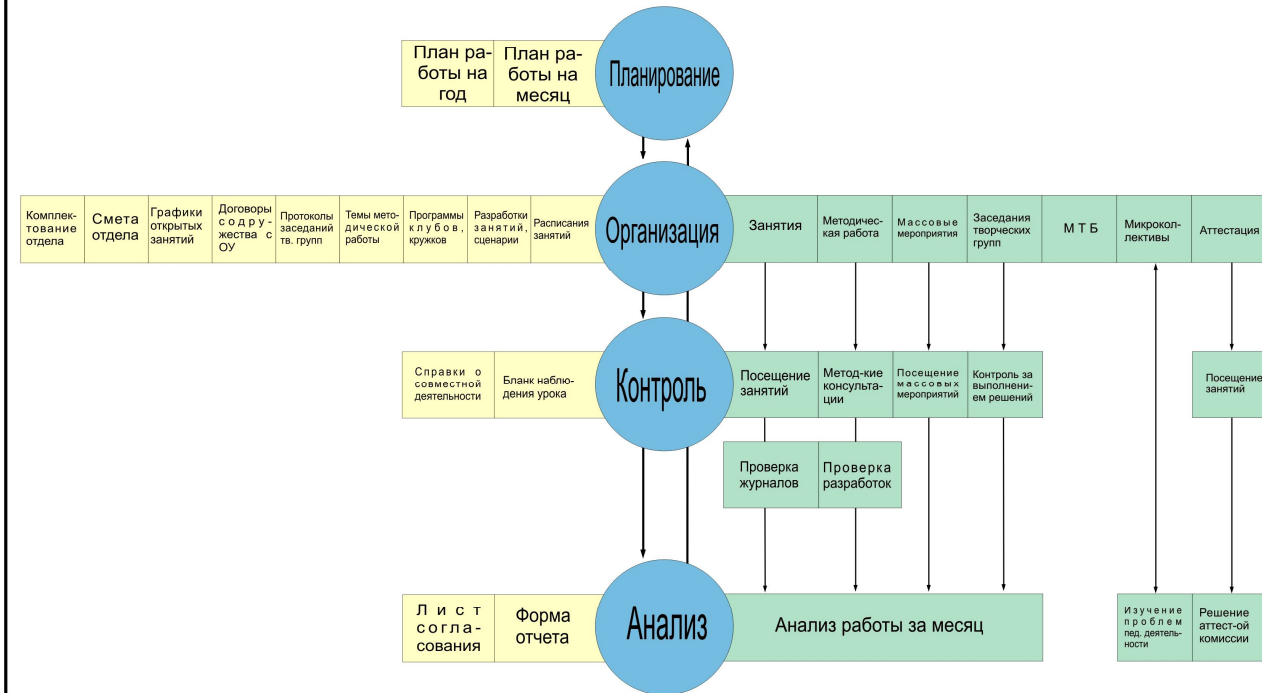 План ра-
боты на
год
План ра-
боты на
месяц
Планирование
Комплек-
тование
отдела
Смета
отдела
Графики
открытых
занятий
Договоры
содру-
жества с
ОУ
Протоколы
заседаний
тв. групп
Темы мето-
дической
работы
Программы
клубов,
кружков
Разработки
занятий,
сценарии
Расписания
занятий
Организация
Занятия
Методичес-
кая работа
Массовые
мероприятия
Заседания
творческих
групп
МТБ
Микрокол-
лективы
Аттестация
Справки о
совместной
деятельности
Бланк наблю-
дения урока
Контроль
Посещение
занятий
Метод-кие
консульта-
ции
Посещение
массовых
мероприятий
Контроль за
выполнени-
ем решений
Посещение
занятий
Проверка
журналов
Проверка
разработок
Лист
согла-
сования
Форма
отчета
Анализ
Анализ работы за месяц
Изучение
проблем
пед. деятель-
ности
Решение
аттест-ой
комиссии